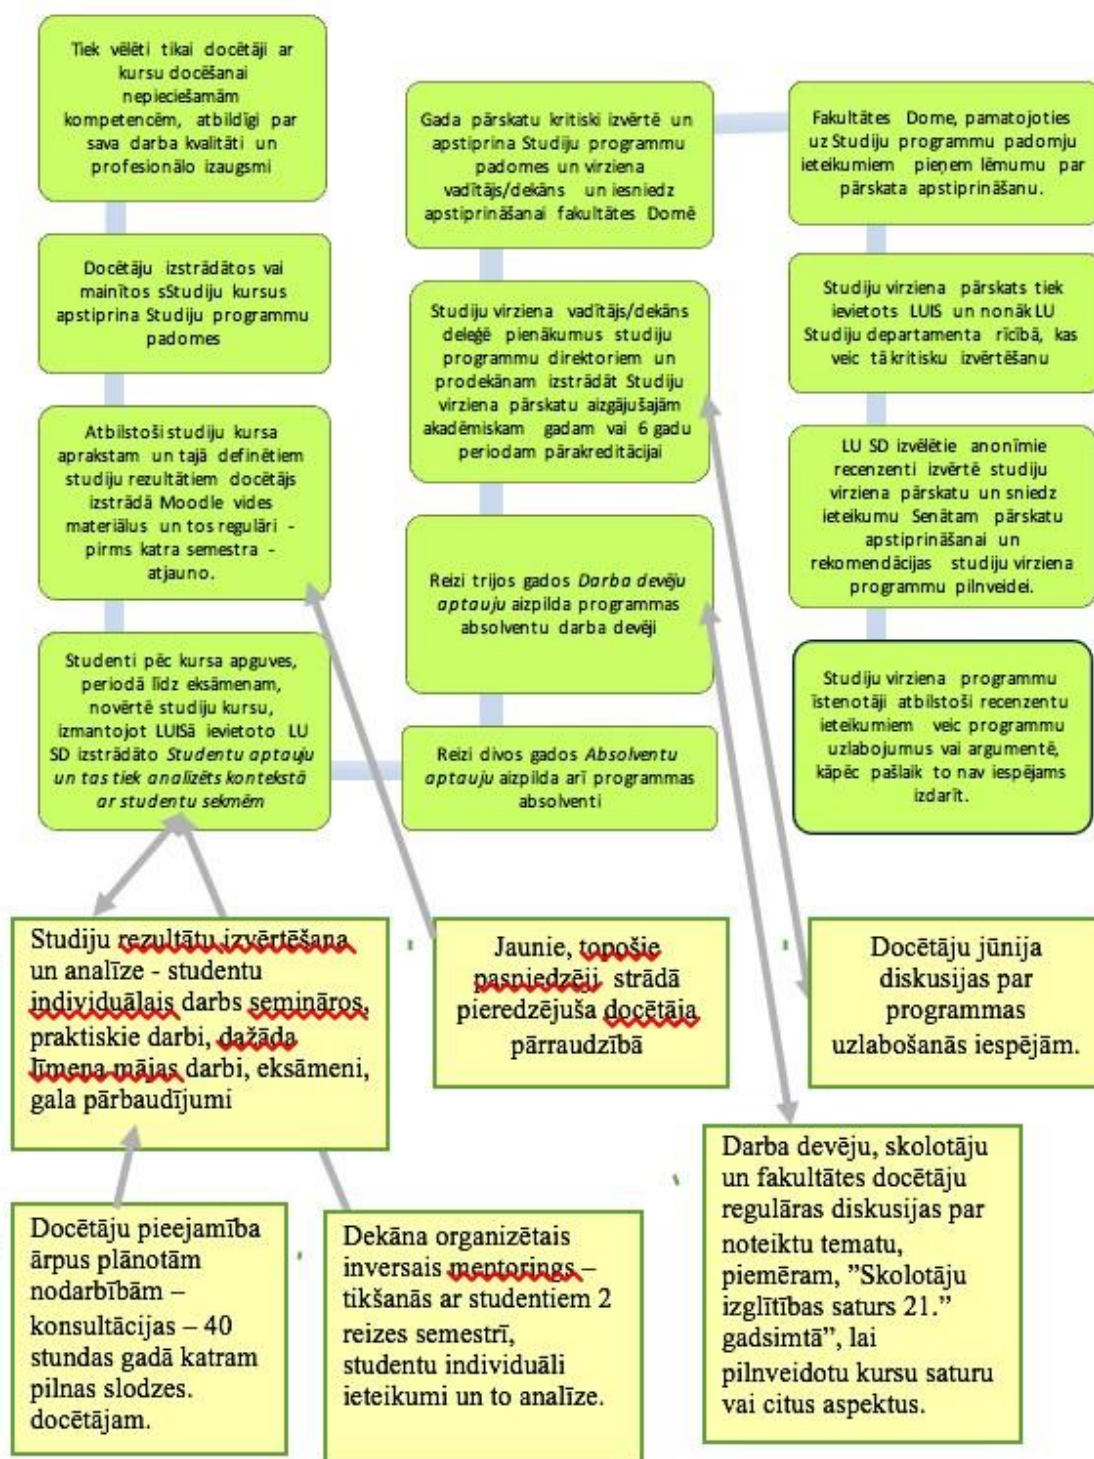 Tiek vēlēti tikai docētāji ar
kursu docēšanai
nepieciešamām
kompetencēm, atbildīgi par
sava darba kvalitāti un
profesionālo izaugsmi
Docētāju izstrādātos vai
mainītos sStudiju kursus
apstiprina Studiju programmu
padomes
Atbilstoši studiju kursa
aprakstam un tajā definētiem
studiju rezultātiem docētājs
izstrādā Moodle vides
materiālus un tos regulāri -
pirms katra semestra -
atjauno.
Studenti pēc kursa apguves,
periodā līdz eksāmenam,
novērtē studiju kursu,
izmantojot LUISā ievietoto LU
SD izstrādāto Studentu aptauju
un tas tiek analizēts kontekstā
ar studentu sekmēm
Gada pārskatu kritiski izvērtē un
apstiprina Studiju programmu
padomes un virziena
vadītājs/dekāns un iesniedz
apstiprināšanai fakultātes Domē
Studiju virziena vadītājs/dekāns
deleģē pienākumus studiju
programmu direktoriem un
prodekānam izstrādāt Studiju
virziena pārskatu aizgājušajām
akadēmiskam gadam vai 6 gadu
periodam pārakreditācijai
Reizi trijos gados Darba devēju
aptauju aizpilda programmas
absolventu darba devēji
Reizi divos gados Absolventu
aptauju aizpilda arī programmas
absolventi
Fakultātes Dome, pamatojoties
uz Studiju programmu padomju
ieteikumiem pieņem lēmumu par
pārskata apstiprināšanu.
Studiju virziena pārskats tiek
ievietots LUIS un nonāk LU
Studiju departamenta rīcībā, kas
veic tā kritisku izvērtēšanu
LU SD izvēlētie anonīmie
recenzenti izvērtē studiju
virziena pārskatu un sniedz
ieteikumu Senātam pārskatu
apstiprināšanai un
rekomendācijas studiju virziena
programmu pilnveidei.
Studiju virziena programmu
īstenotāji atbilstoši recenzentu
ieteikumiem veic programmu
uzlabojumus vai argumentē,
kāpēc pašlaik to nav iespējams
izdarīt.
Studiju rezultātu izvērtēšana
un analīze - studentu
individuālais darbs semināros,
praktiskie darbi, dažāda
līmeņa mājas darbi, eksāmeni,
gala pārbaudījumi
Jaunie, topošie
pasniedzēji strādā
pieredzējuša docētāja
pārraudzībā
Docētāju jūnija
diskusijas par
programmas
uzlabošanās iespējām.
Docētāju pieejamība
ārpus plānotām
nodarbībām –
konsultācijas – 40
stundas gadā katram
pilnas slodzes.
docētājam.
Dekāna organizētais
inversais mentorings –
tikšanās ar studentiem 2
reizes semestrī,
studentu individuāli
ieteikumi un to analīze.
Darba devēju, skolotāju
un fakultātes docētāju
regulāras diskusijas par
noteiktu tematu,
piemēram, ”Skolotāju
izglītības saturs 21.”
gadsimtā”, lai
pilnveidotu kursu saturu
vai citus aspektus.